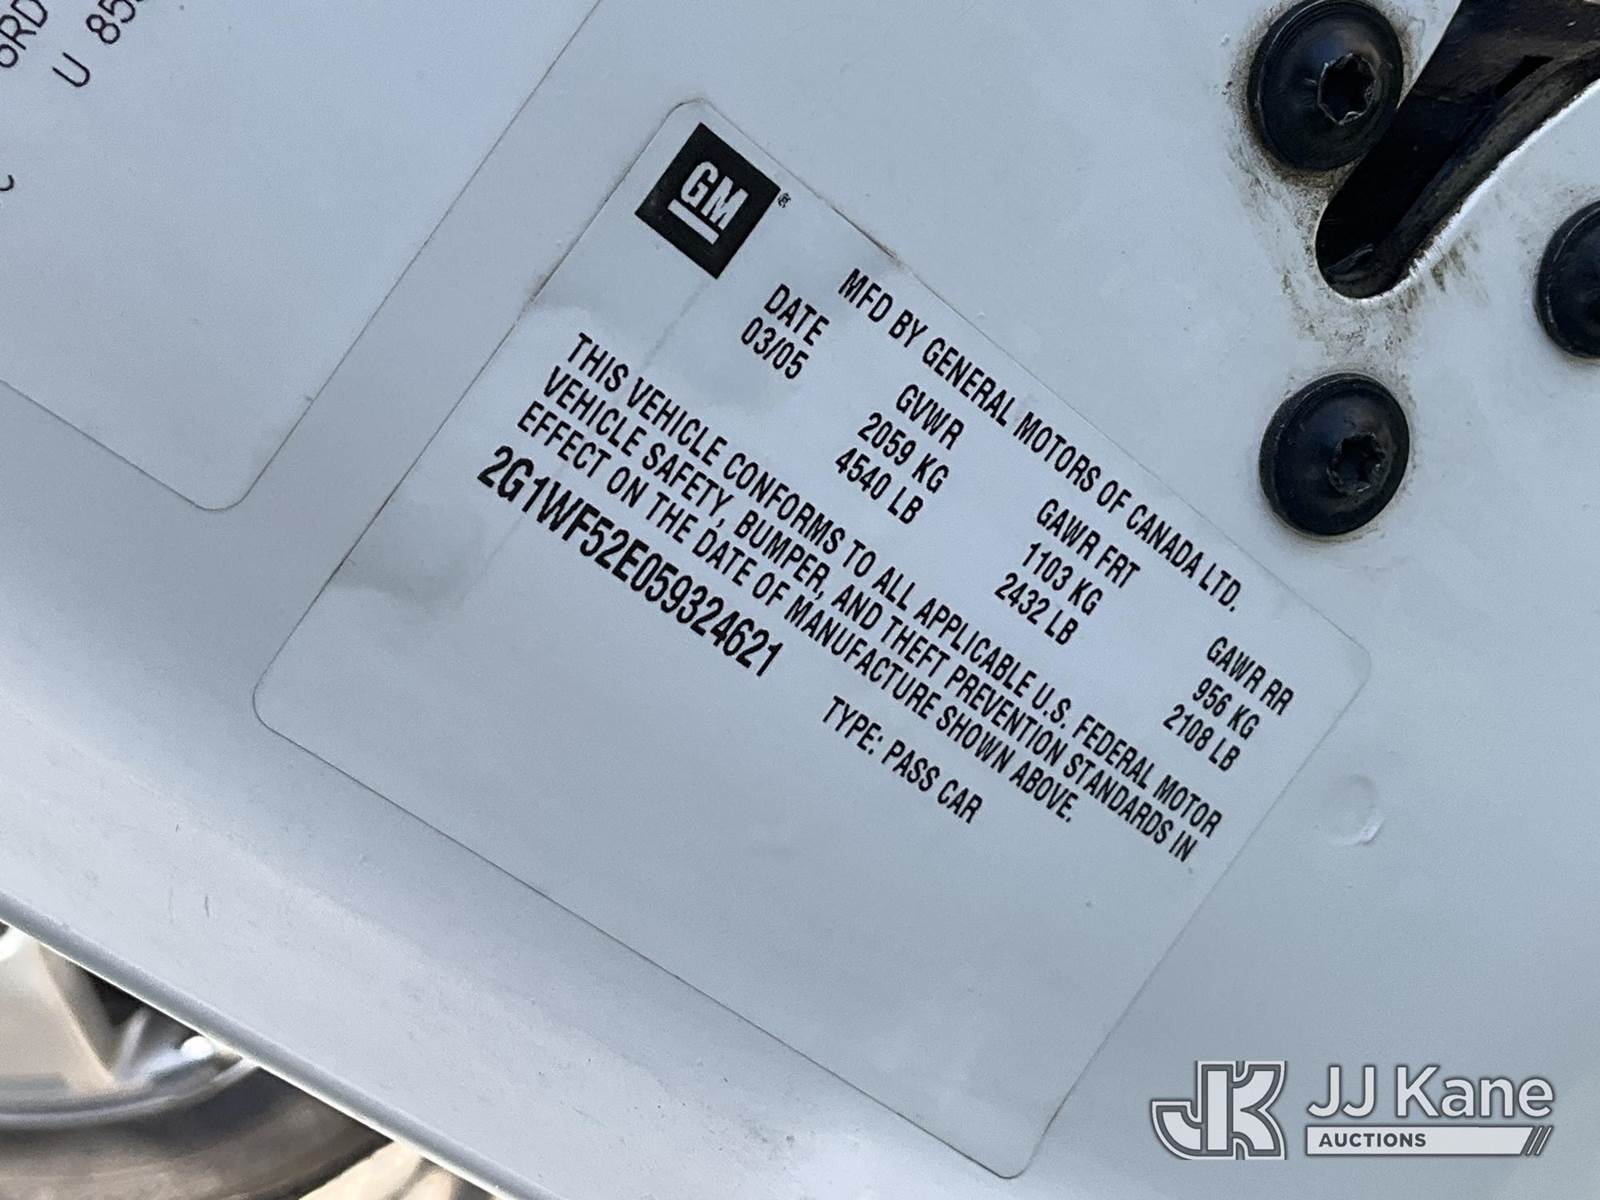 U 85
GM
MFD BY GENERAL MOTORS OF CANADA LTD.
DATE GVWR GAWR FRT GAWR RR
03/05 2059 KG 1103 KG 956 KG
4540 LB 2432 LB 2108 LB
THIS VEHICLE CONFORMS TO ALL APPLICABLE U.S. FEDERAL MOTOR
VEHICLE SAFETY, BUMPER, AND THEFT PREVENTION STANDARDS IN
EFFECT ON THE DATE OF MANUFACTURE SHOWN ABOVE.
2G1WF52E059324621 TYPE: PASS CAR
JK JJ Kane
AUCTIONS